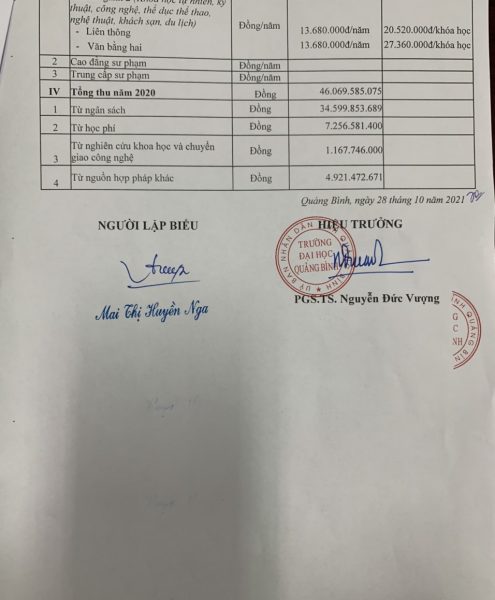 thuật, công nghệ, thể dục thể thao,
nghệ thuật, khách sạn, du lịch) Đồng/năm
- Liên thông 13.680.000đ/năm 20.520.000đ/khóa học
- Văn bằng hai 13.680.000đ/năm 27.360.000đ/khóa học
2 Cao đẳng sư phạm Đồng/năm
3 Trung cấp sư phạm Đồng/năm
IV Tổng thu năm 2020 Đồng 46.069.585.075
1 Từ ngân sách Đồng 34.599.853.689
2 Từ học phí Đồng 7.256.581.400
3 Từ nghiên cứu khoa học và chuyển
giao công nghệ Đồng 1.167.746.000
4 Từ nguồn hợp pháp khác Đồng 4.921.472.671
Quảng Bình, ngày 28 tháng 10 năm 2021
NGƯỜI LẬP BIỂU HIỆU TRƯỞNG
TRƯỜNG
ĐẠI HỌC
QUẢNG BÌNH
Mai Thị Huyền Nga PGS.TS. Nguyễn Đức Vượng